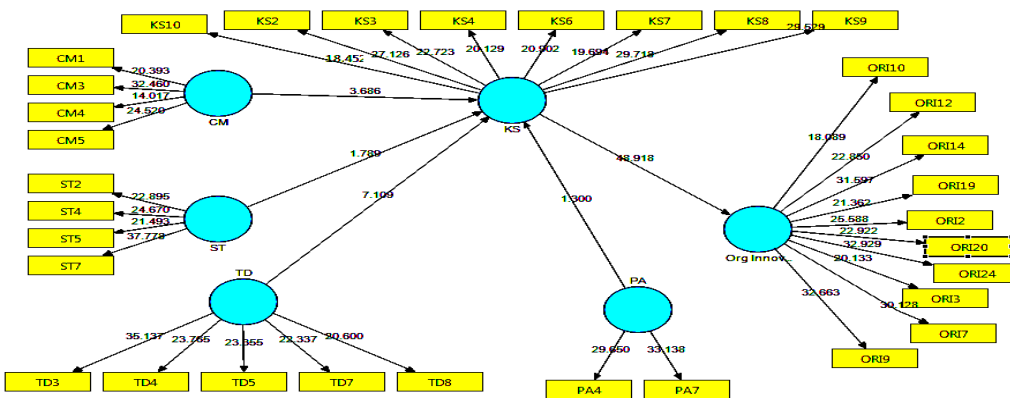 KS10
KS2
KS3
KS4
KS6
KS7
KS8
KS9
18.452
27.126
22.723
20.129
20.902
19.694
29.718
29.529
CM1
CM3
CM4
CM5
20.393
32.460
14.017
24.520
CM
3.686
KS
ORI10
ORI12
ORI14
ORI19
ORI2
ORI20
ORI24
ORI3
ORI7
ORI9
18.089
22.850
31.597
21.362
25.588
22.922
32.929
20.133
30.128
32.663
1.789
7.109
48.918
1.300
ST2
ST4
ST5
ST7
22.895
24.670
21.493
37.778
ST
Org Innov...
TD
PA
35.137
23.765
23.355
22.337
20.600
29.650
33.138
TD3
TD4
TD5
TD7
TD8
PA4
PA7